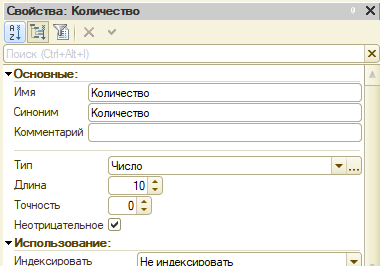 Свойства: Количество
Поиск (Ctrl+Alt+I)
Основные:
Имя Количество
Синоним Количество
Комментарий
Тип Число
Длина 10
Точность 0
Неотрицательное
Использование:
Индексировать Не индексировать